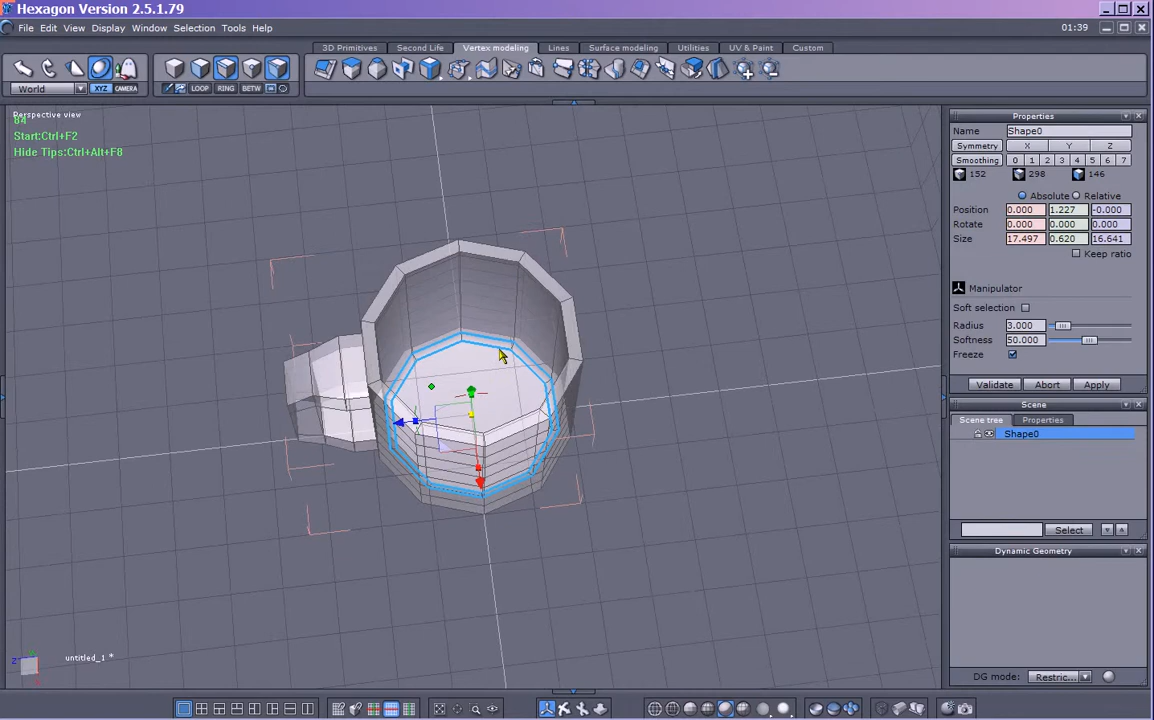 Hexagon Version 2.5.1.79
File Edit View Display Window Selection Tools Help
01:39
3D Primitives Second Life Vertex modeling Lines Surface modeling Utilities UV & Paint Custom
World XYZ CAMERA LOOP RING BETW
Perspective view
84
Start:Ctrl+F2
Hide Tips:Ctrl+Alt+F8
Properties
Name Shape0
Symmetry X Y Z
Smoothing 0 1 2 3 4 5 6 7
152 298 146
Absolute Relative
Position 0.000 1.227 -0.000
Rotate 0.000 0.000 0.000
Size 17.497 0.620 16.641
Keep ratio
Manipulator
Soft selection
Radius 3.000
Softness 50.000
Freeze
Validate Abort Apply
Scene
Scene tree Properties
Shape0
Select
Dynamic Geometry
DG mode: Restric...
Z
untitled_1 *